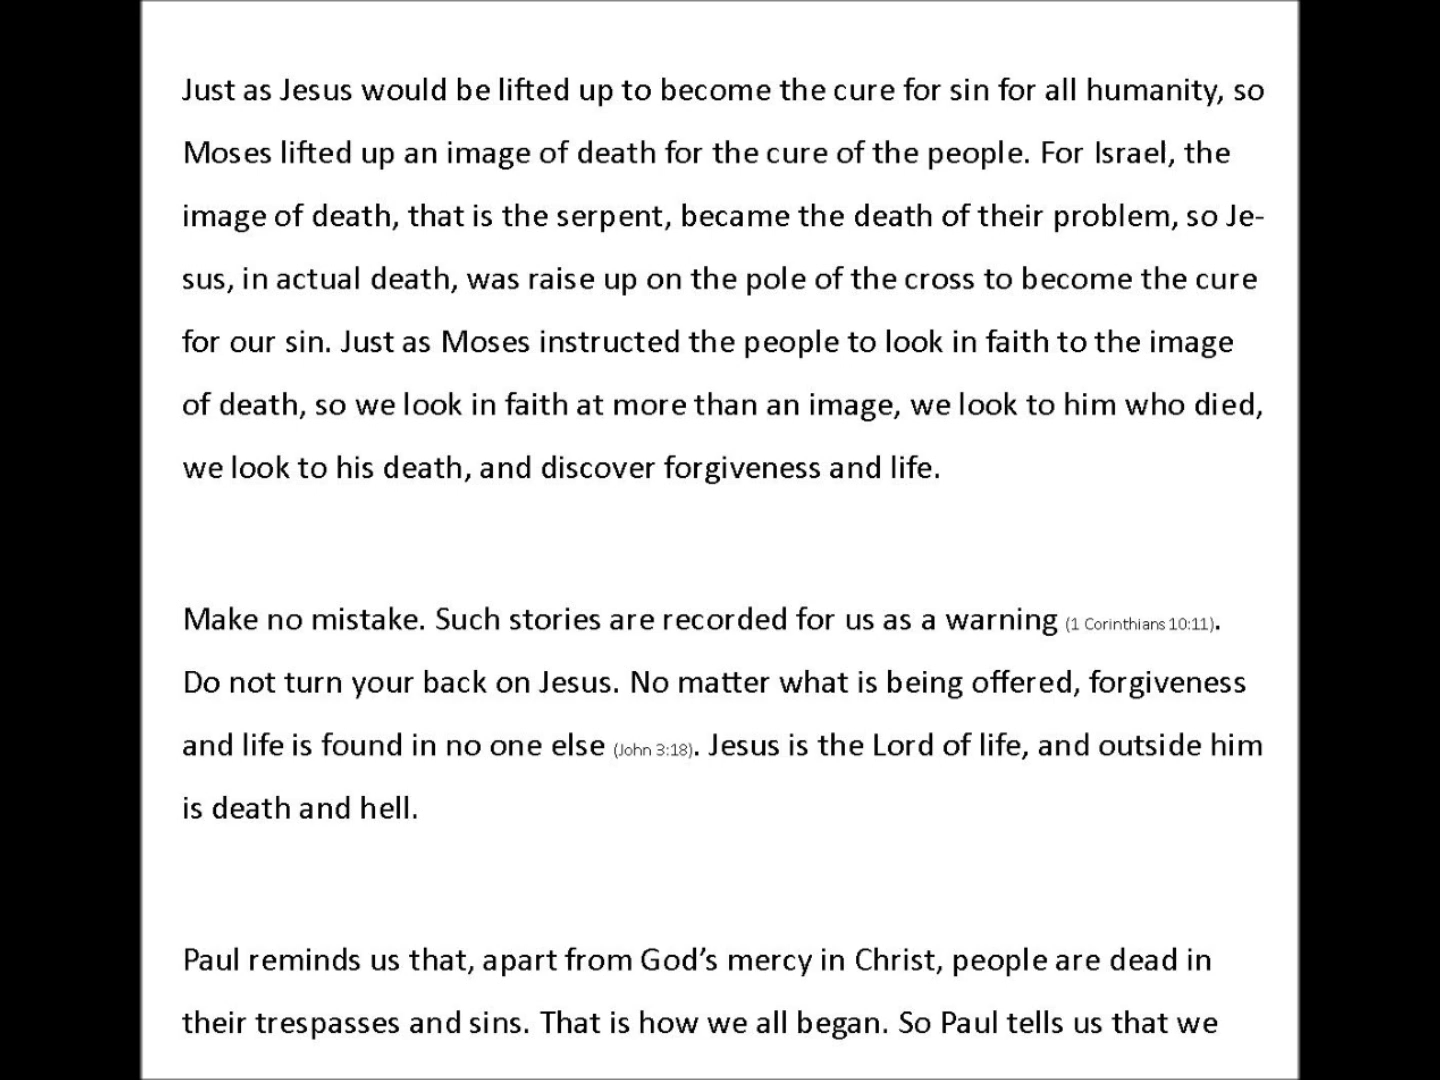 Just as Jesus would be lifted up to become the cure for sin for all humanity, so
Moses lifted up an image of death for the cure of the people. For Israel, the
image of death, that is the serpent, became the death of their problem, so Je-
sus, in actual death, was raise up on the pole of the cross to become the cure
for our sin. Just as Moses instructed the people to look in faith to the image
of death, so we look in faith at more than an image, we look to him who died,
we look to his death, and discover forgiveness and life.
Make no mistake. Such stories are recorded for us as a warning (1 Corinthians 10:11).
Do not turn your back on Jesus. No matter what is being offered, forgiveness
and life is found in no one else (John 3:18). Jesus is the Lord of life, and outside him
is death and hell.
Paul reminds us that, apart from God’s mercy in Christ, people are dead in
their trespasses and sins. That is how we all began. So Paul tells us that we